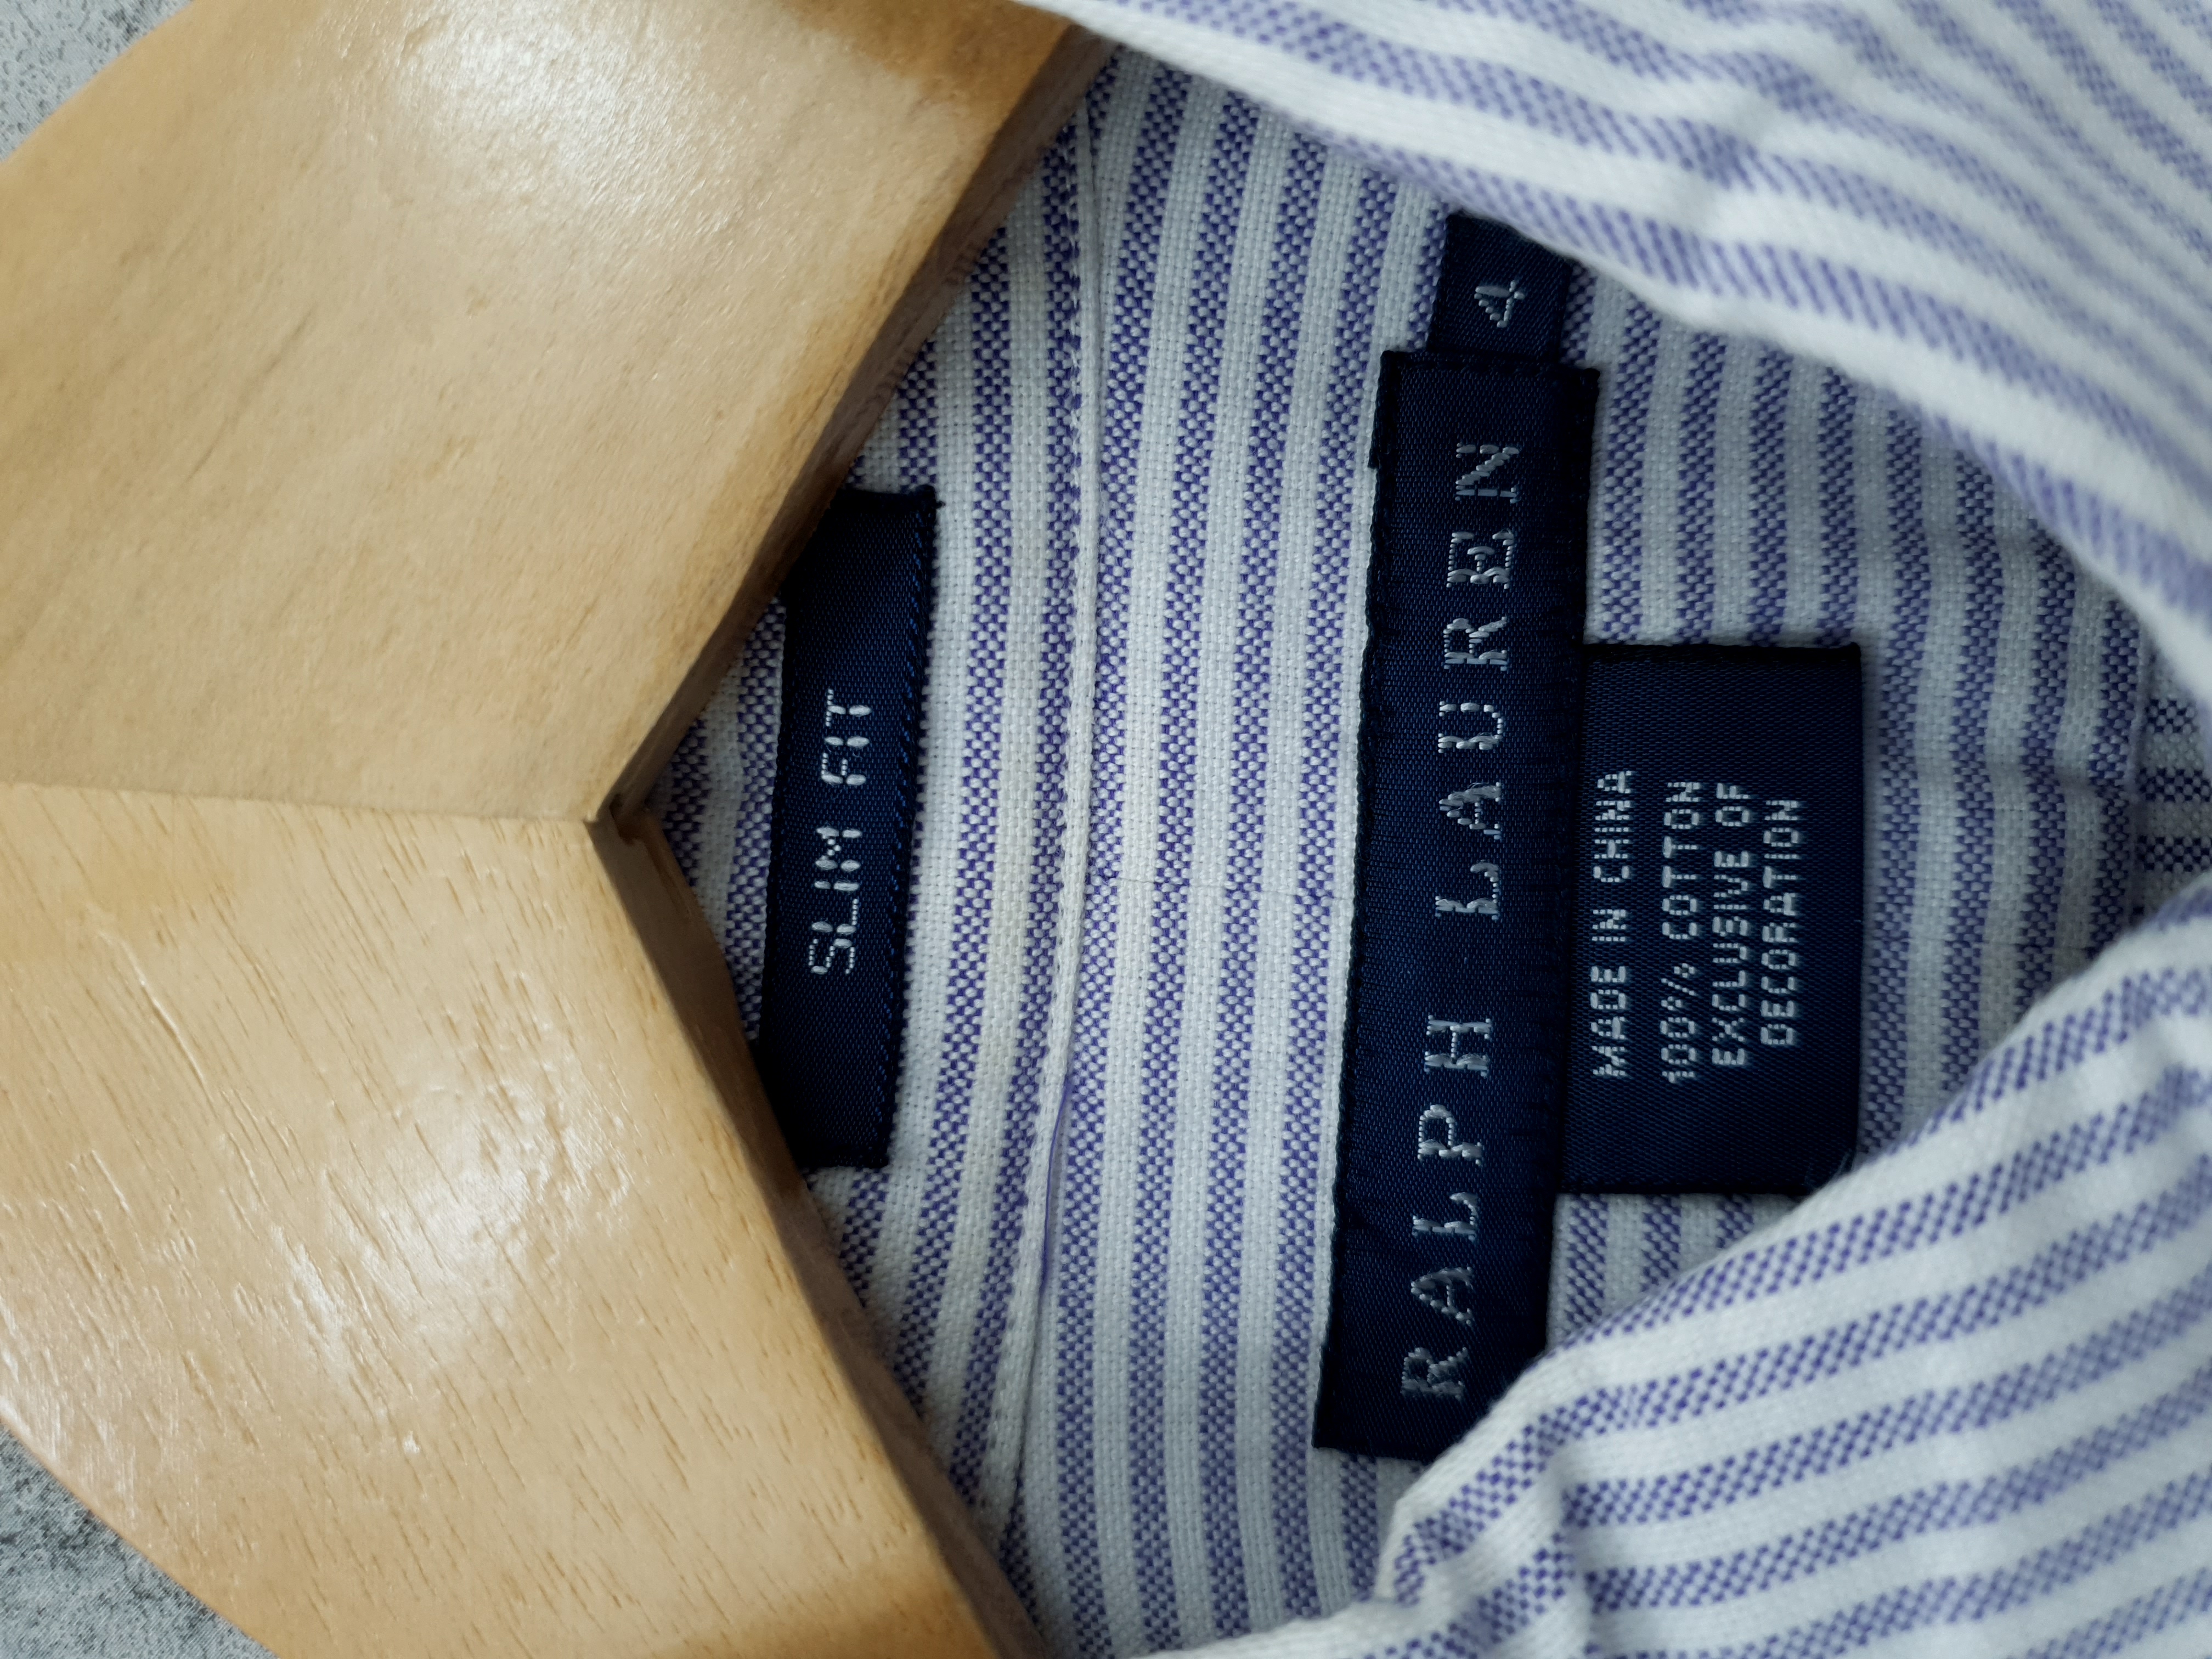 SLIM FIT
RALPH LAUREN
4
MADE IN CHINA
100% COTTON
EXCLUSIVE OF
DECORATION